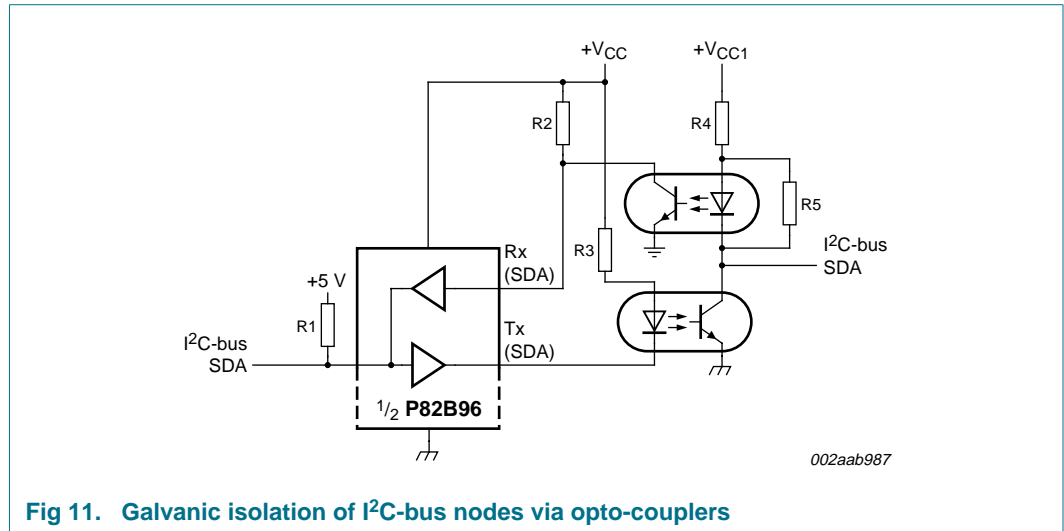 +VCC
+VCC1
R2
R4
R5
R3
I2C-bus
SDA
Rx
(SDA)
+5 V
R1
Tx
(SDA)
I2C-bus
SDA
1/2 P82B96
002aab987
Fig 11. Galvanic isolation of I2C-bus nodes via opto-couplers